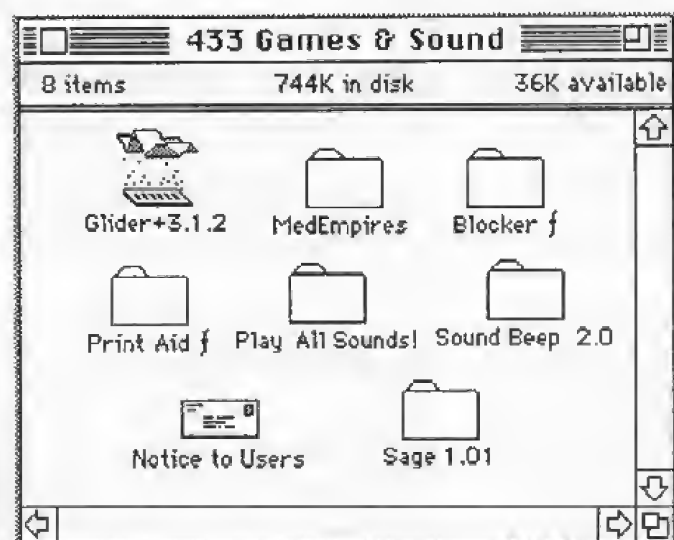 433 Games & Sound
8 items 744K in disk 36K available
Glider+3.1.2 MedEmpires Blocker ƒ
Print Aid ƒ Play All Sounds! Sound Beep 2.0
Notice to Users Sage 1.01